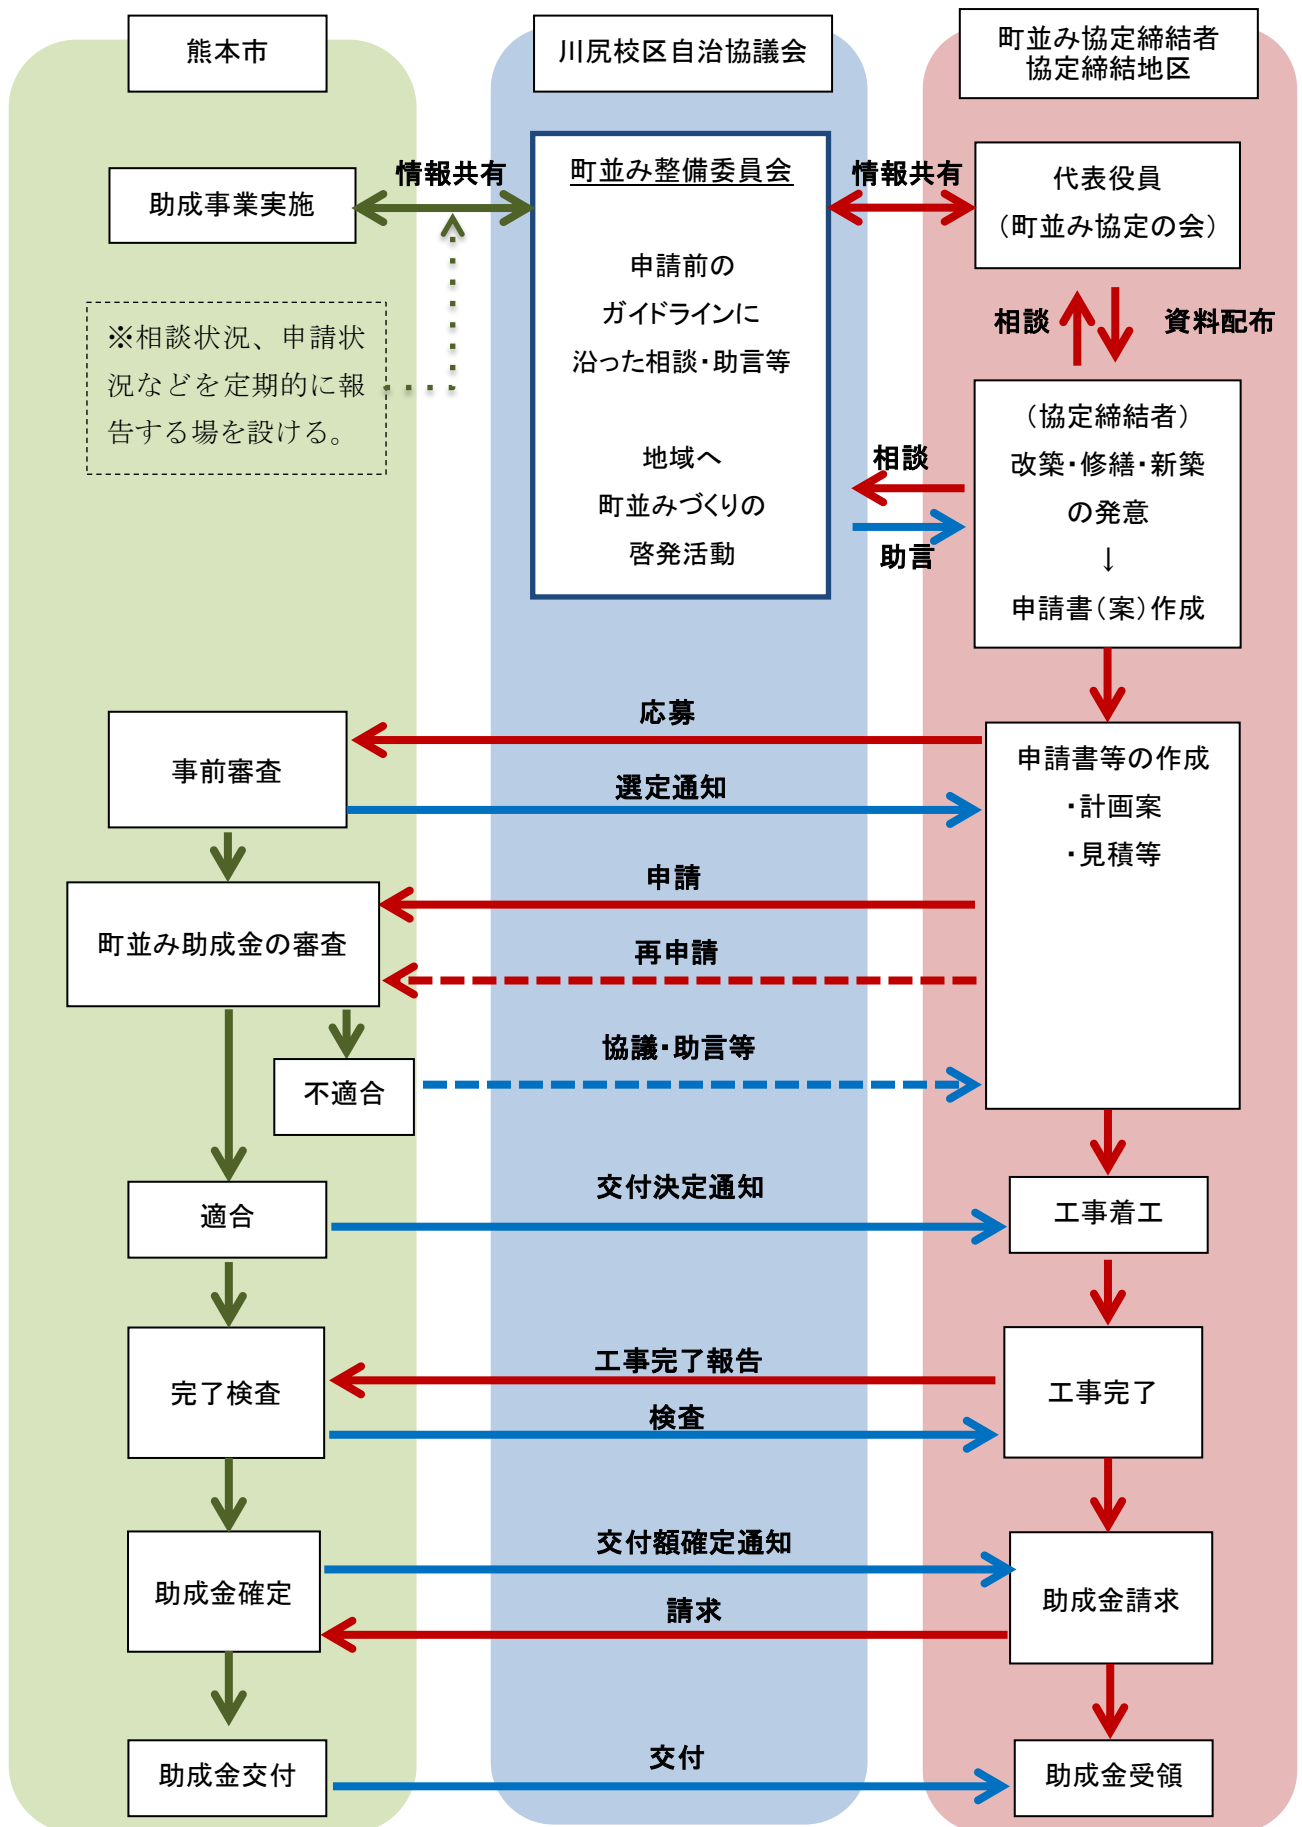 熊本市
川尻校区自治協議会
町並み協定締結者
協定締結地区
助成事業実施
情報共有
町並み整備委員会
申請前の
ガイドラインに
沿った相談・助言等
地域へ
町並みづくりの
啓発活動
情報共有
代表役員
（町並み協定の会）
※相談状況、申請状
況などを定期的に報
告する場を設ける。
相談
資料配布
（協定締結者）
改築・修繕・新築
の発意
↓
申請書（案）作成
相談
助言
応募
事前審査
選定通知
申請書等の作成
・計画案
・見積等
申請
町並み助成金の審査
再申請
協議・助言等
不適合
適合
交付決定通知
工事着工
工事完了報告
完了検査
検査
工事完了
交付額確定通知
助成金確定
請求
助成金請求
交付
助成金交付
助成金受領